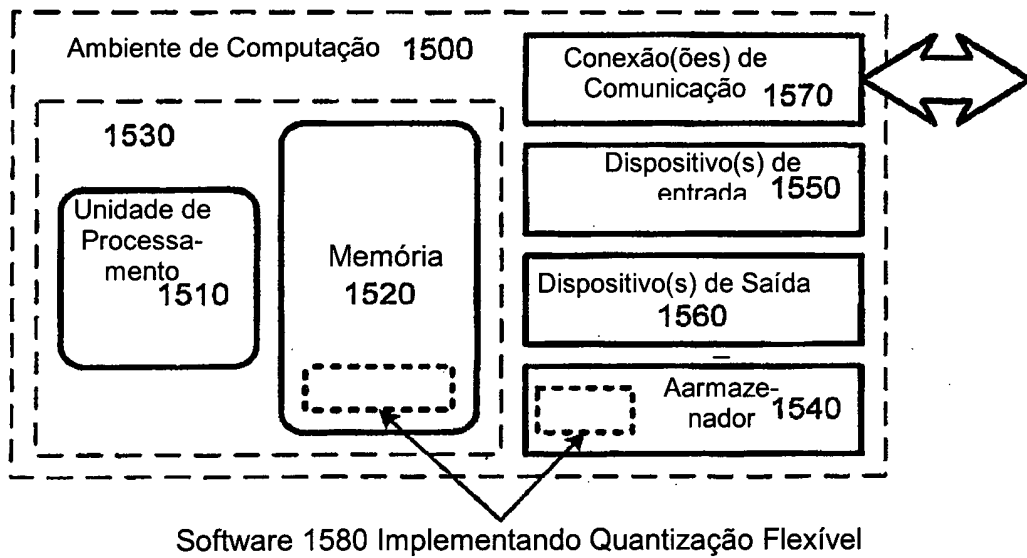 Ambiente de Computação 1500
1530
Unidade de
Processa-
mento 1510
Memória
1520
Conexão(ões) de
Comunicação 1570
Dispositivo(s) de
entrada 1550
Dispositivo(s) de Saída
1560
Aarmaze-
nador 1540
Software 1580 Implementando Quantização Flexível